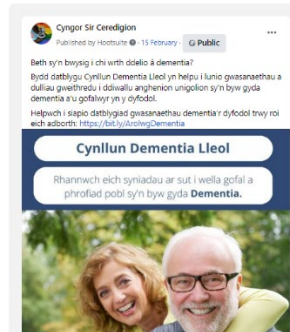 Cyngor Sir Ceredigion
Published by Hootsuite · 15 February · Public
Beth sy'n bwysig i chi wrth ddelio â dementia?
Bydd datblygu Cynllun Dementia Lleol yn helpu i lunio gwasanaethau a
dulliau gweithredu i ddiwallu anghenion unigolion sy'n byw gyda
dementia a'u gofalwyr yn y dyfodol.
Helpwch i siapio datblygiad gwasanaethau dementia'r dyfodol trwy roi
eich adborth: https://bit.ly/ArolwgDementia
Cynllun Dementia Lleol
Rhannwch eich syniadau ar sut i wella gofal a
phrofiad pobl sy'n byw gyda Dementia.